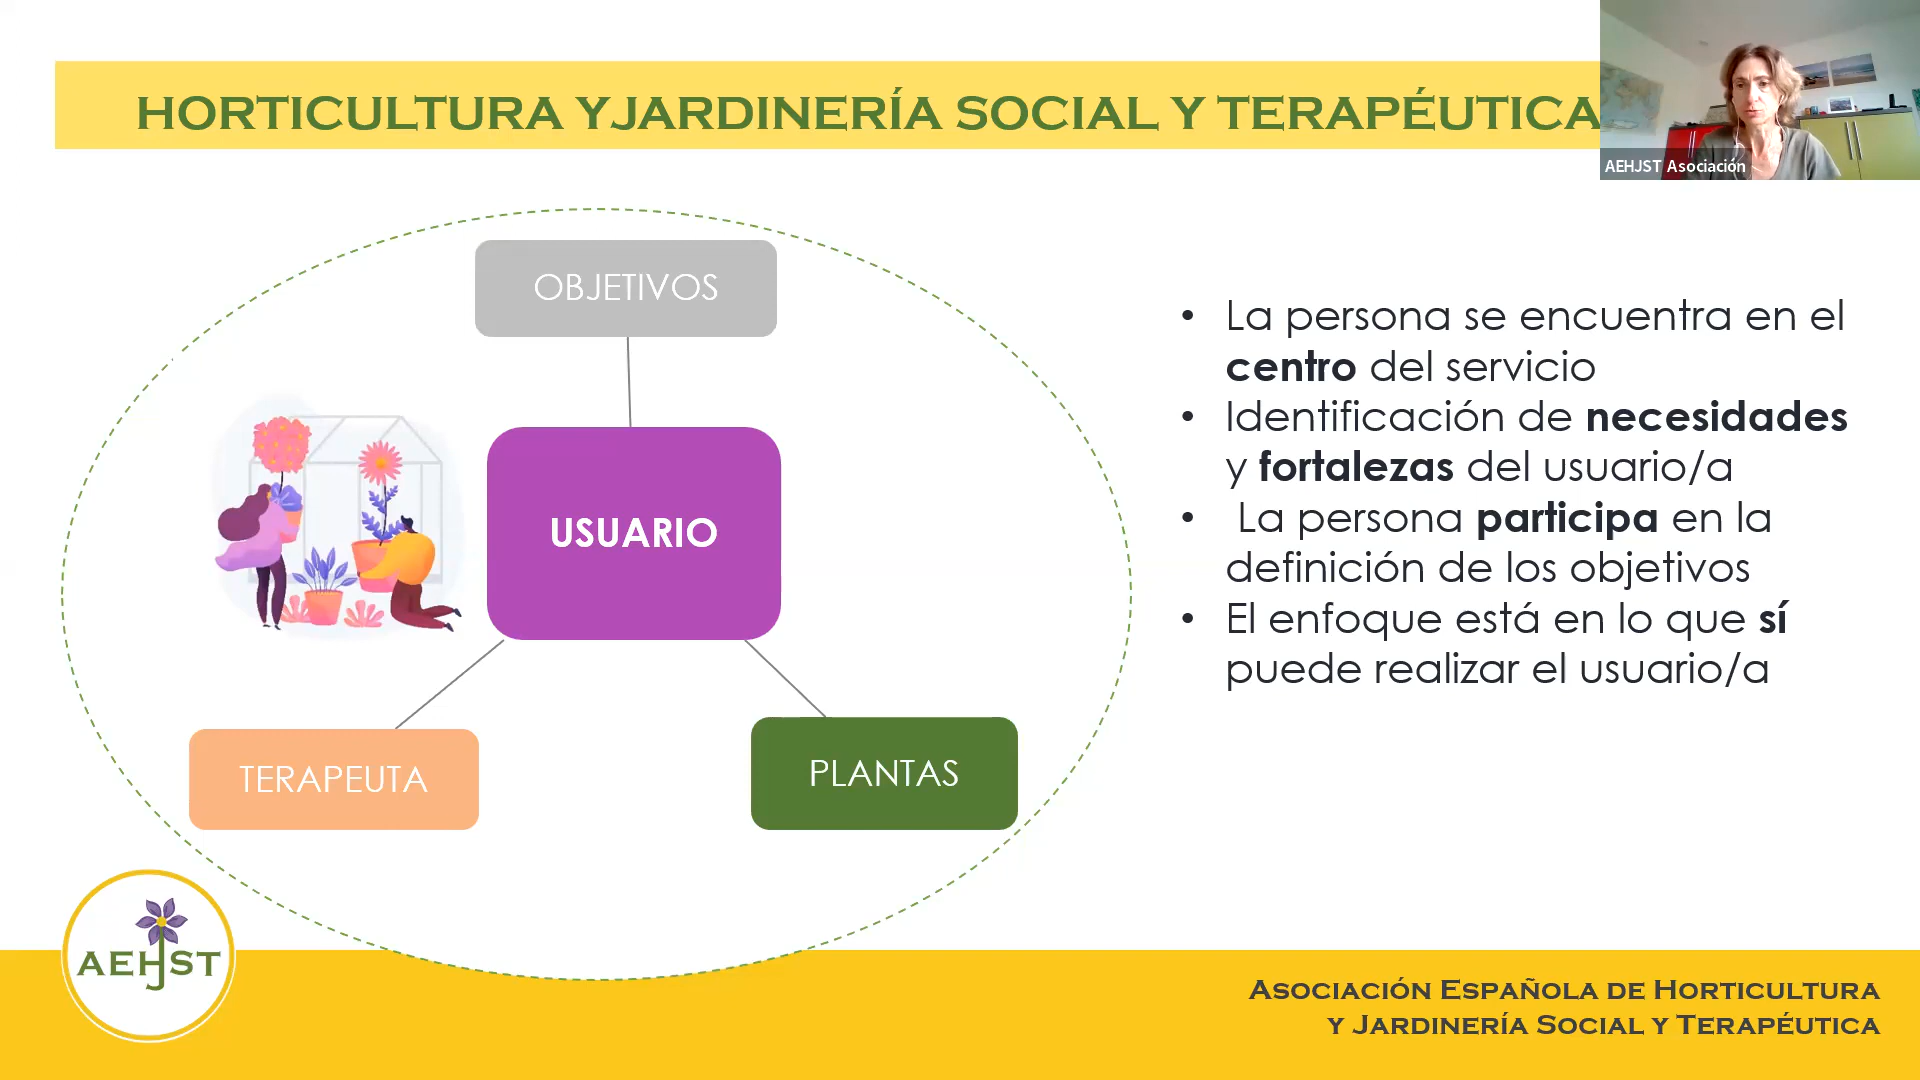 HORTICULTURA YJARDINERÍA SOCIAL Y TERAPÉUTICA
AEHJST Asociación
OBJETIVOS
USUARIO
TERAPEUTA
PLANTAS
• La persona se encuentra en el
centro del servicio
• Identificación de necesidades
y fortalezas del usuario/a
• La persona participa en la
definición de los objetivos
• El enfoque está en lo que sí
puede realizar el usuario/a
AEHJST
Asociación Española de Horticultura
y Jardinería Social y Terapéutica